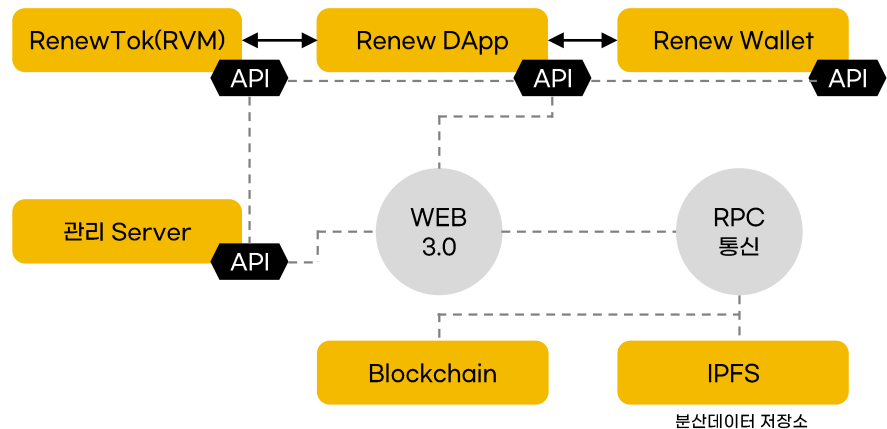 RenewTok(RVM)
Renew DApp
Renew Wallet
API
API
API
관리 Server
API
WEB
3.0
RPC
통신
Blockchain
IPFS
분산데이터 저장소